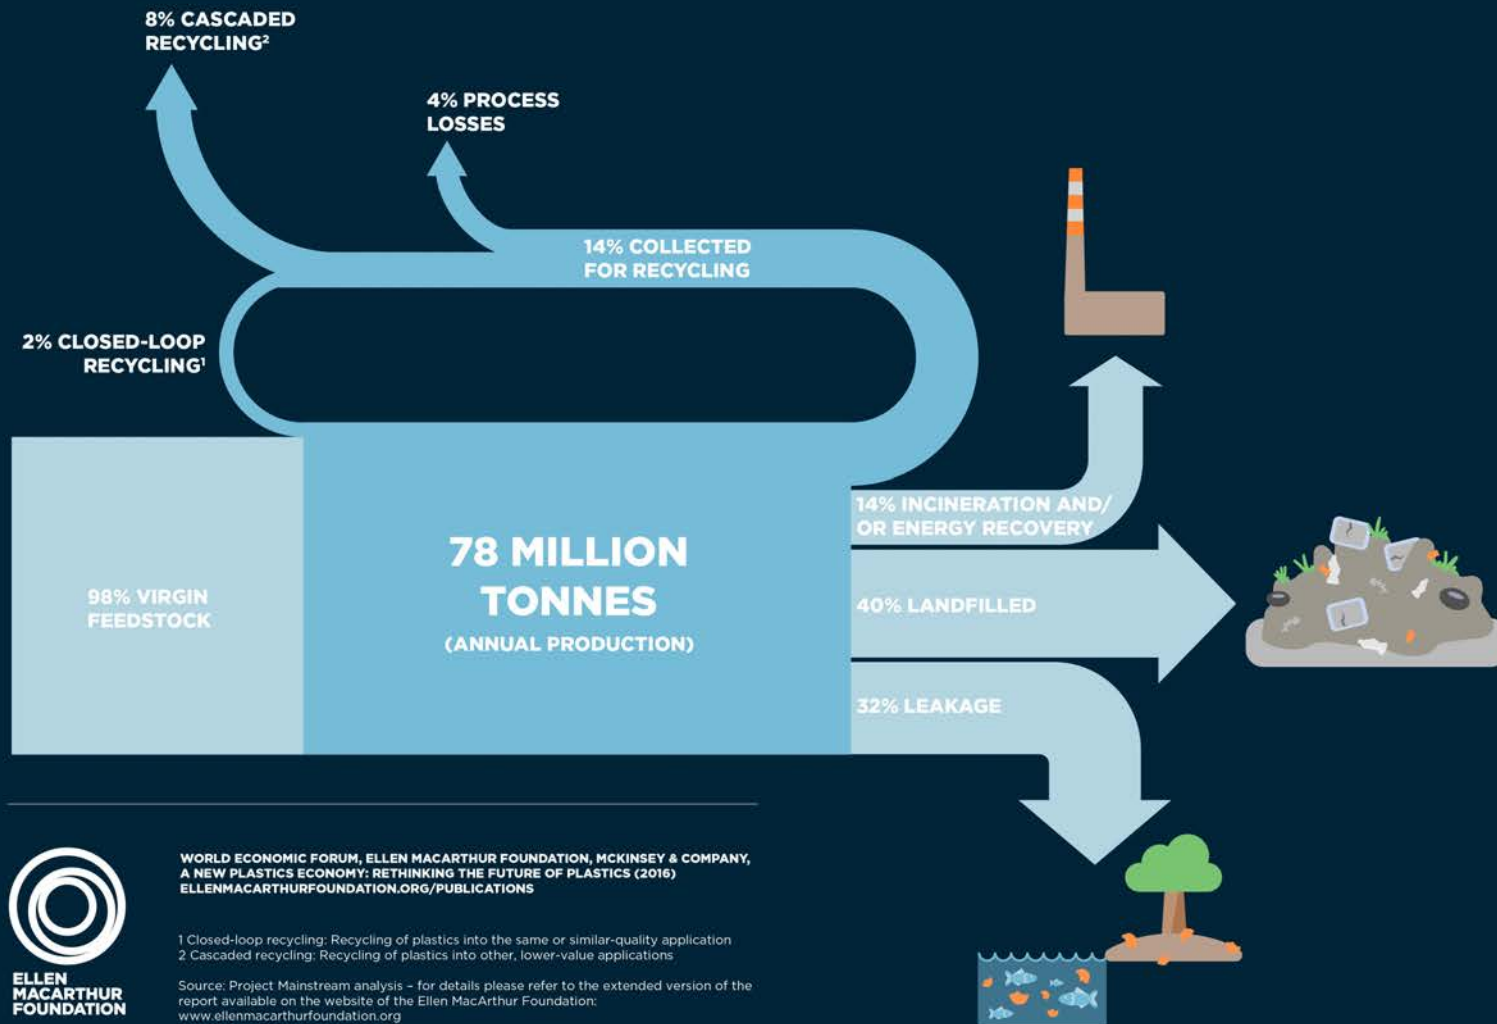 8% CASCADED
RECYCLING²
4% PROCESS
LOSSES
14% COLLECTED
FOR RECYCLING
2% CLOSED-LOOP
RECYCLING¹
98% VIRGIN
FEEDSTOCK
78 MILLION
TONNES
(ANNUAL PRODUCTION)
14% INCINERATION AND/
OR ENERGY RECOVERY
40% LANDFILLED
32% LEAKAGE
ELLEN
MACARTHUR
FOUNDATION
WORLD ECONOMIC FORUM, ELLEN MACARTHUR FOUNDATION, MCKINSEY & COMPANY,
A NEW PLASTICS ECONOMY: RETHINKING THE FUTURE OF PLASTICS (2016)
ELLENMACARTHURFOUNDATION.ORG/PUBLICATIONS
1 Closed-loop recycling: Recycling of plastics into the same or similar-quality application
2 Cascaded recycling: Recycling of plastics into other, lower-value applications
Source: Project Mainstream analysis – for details please refer to the extended version of the
report available on the website of the Ellen MacArthur Foundation:
www.ellenmacarthurfoundation.org